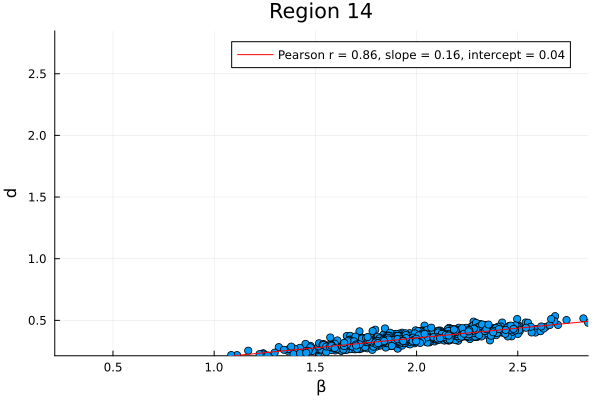 Region 14
Pearson r = 0.86, slope = 0.16, intercept = 0.04
d
2.5
2.0
1.5
1.0
0.5
0.5 1.0 1.5 2.0 2.5
β